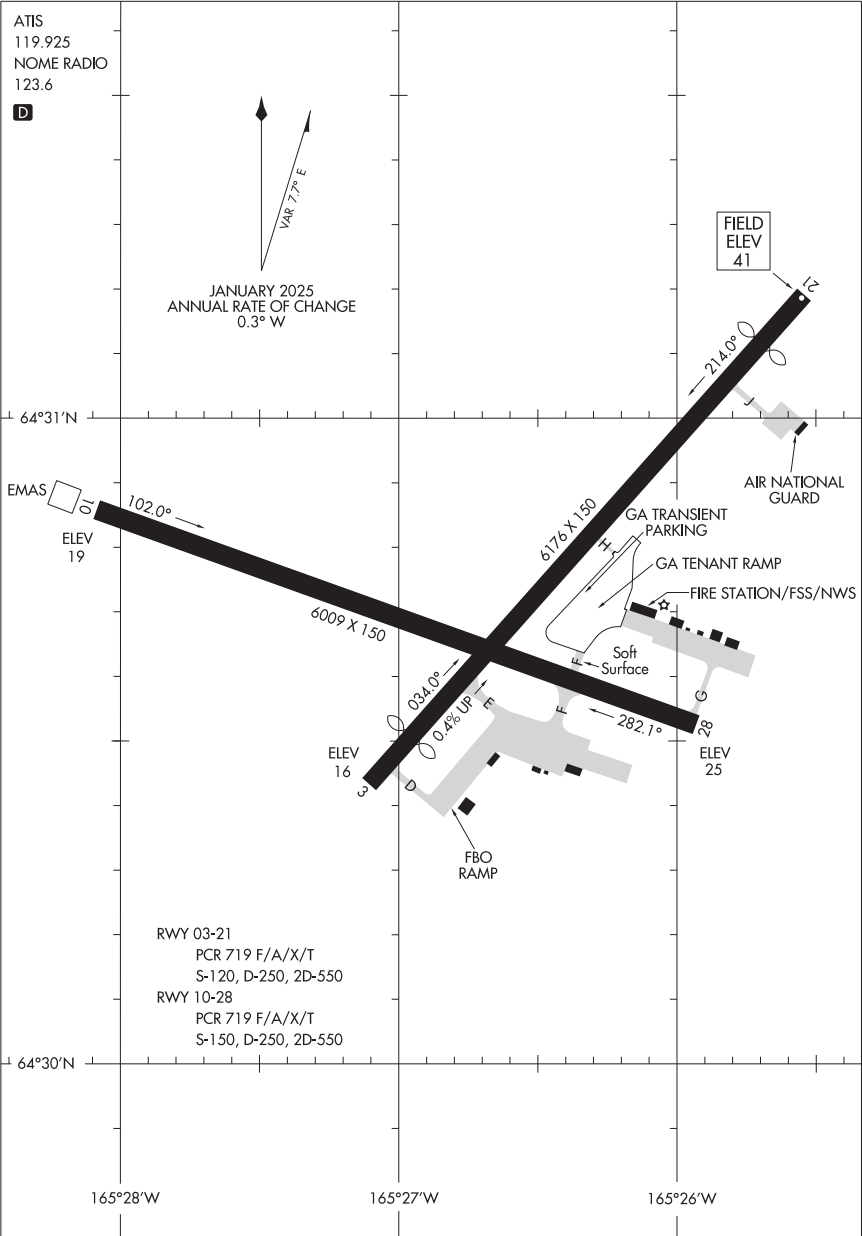 ATIS
119.925
NOME RADIO
123.6
D
VAR 7.7° E
JANUARY 2025
ANNUAL RATE OF CHANGE
0.3° W
FIELD
ELEV
41
21
214.0°
64°31'N
J
AIR NATIONAL
GUARD
EMAS
10
102.0°
ELEV
19
6176 X 150
GA TRANSIENT
PARKING
H
GA TENANT RAMP
FIRE STATION/FSS/NWS
6009 X 150
Soft
Surface
F
034.0°
0.4% UP
E
F
G
282.1°
28
ELEV
25
ELEV
16
3
D
FBO
RAMP
RWY 03-21
PCR 719 F/A/X/T
S-120, D-250, 2D-550
RWY 10-28
PCR 719 F/A/X/T
S-150, D-250, 2D-550
64°30'N
165°28'W
165°27'W
165°26'W